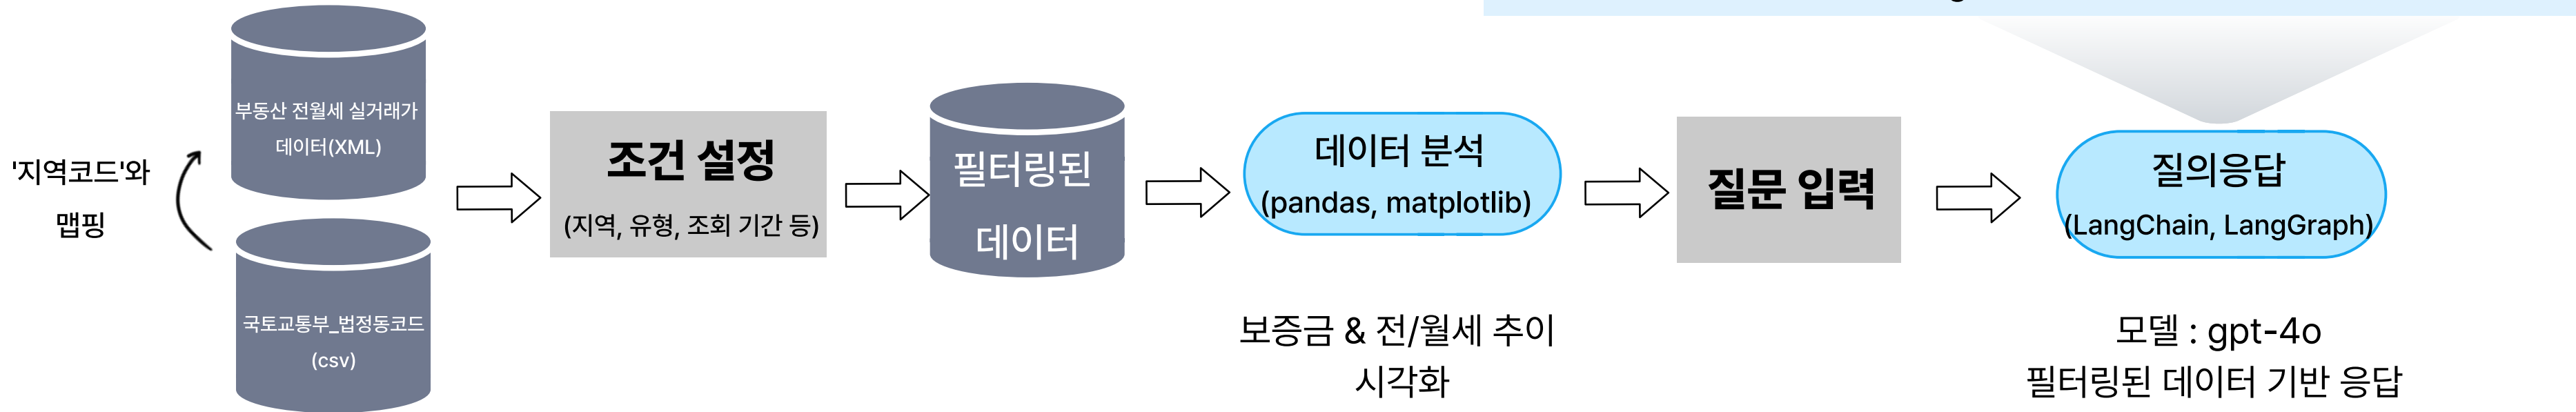 '지역코드'와
맵핑
부동산 전월세 실거래가
데이터(XML)
국토교통부_법정동코드
(csv)
조건 설정
(지역, 유형, 조회 기간 등)
필터링된
데이터
데이터 분석
(pandas, matplotlib)
보증금 & 전/월세 추이
시각화
질문 입력
질의응답
(LangChain, LangGraph)
모델 : gpt-4o
필터링된 데이터 기반 응답